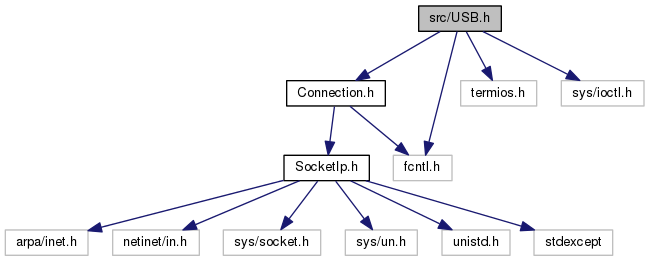 src/USB.h
Connection.h
termios.h
sys/ioctl.h
SocketIp.h
fcntl.h
arpa/inet.h
netinet/in.h
sys/socket.h
sys/un.h
unistd.h
stdexcept